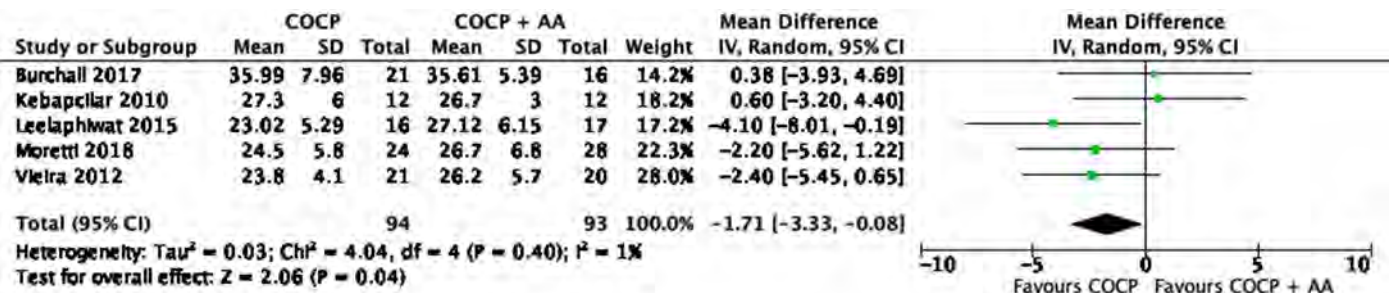 COCP COCP + AA Mean Difference Mean Difference
Study or Subgroup Mean SD Total Mean SD Total Weight IV, Random, 95% CI IV, Random, 95% CI
Burchall 2017 35.99 7.96 21 35.61 5.39 16 14.2% 0.38 [-3.93, 4.69]
Kebapcilar 2010 27.3 6 12 26.7 3 12 18.2% 0.60 [-3.20, 4.40]
Leelaphiwat 2015 23.02 5.29 16 27.12 6.15 17 17.2% -4.10 [-8.01, -0.19]
Moretti 2018 24.5 5.8 24 26.7 6.8 28 22.3% -2.20 [-5.62, 1.22]
Vieira 2012 23.8 4.1 21 26.2 5.7 20 28.0% -2.40 [-5.45, 0.65]
Total (95% CI) 94 93 100.0% -1.71 [-3.33, -0.08]
Heterogeneity: Tau² = 0.03; Chi² = 4.04, df = 4 (P = 0.40); I² = 1%
Test for overall effect: Z = 2.06 (P = 0.04)
-10 -5 0 5 10
Favours COCP Favours COCP + AA